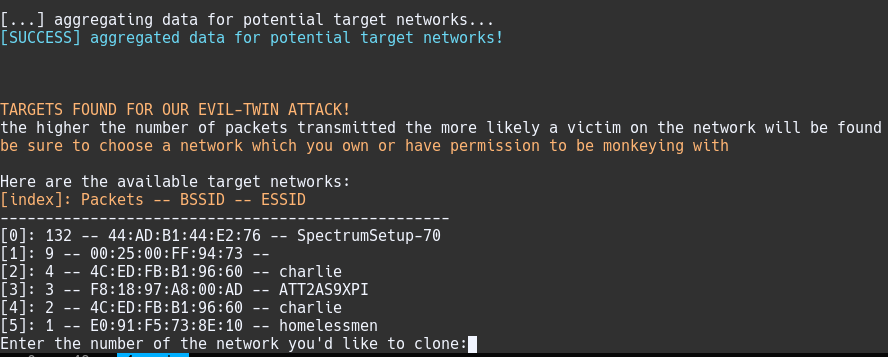 [...] aggregating data for potential target networks...
[SUCCESS] aggregated data for potential target networks!
TARGETS FOUND FOR OUR EVIL-TWIN ATTACK!
the higher the number of packets transmitted the more likely a victim on the network will be found
be sure to choose a network which you own or have permission to be monkeying with
Here are the available target networks:
[index]: Packets -- BSSID -- ESSID
--------------------------------------------------
[0]: 132 -- 44:AD:B1:44:E2:76 -- SpectrumSetup-70
[1]: 9 -- 00:25:00:FF:94:73 --
[2]: 4 -- 4C:ED:FB:B1:96:60 -- charlie
[3]: 3 -- F8:18:97:A8:00:AD -- ATT2AS9XPI
[4]: 2 -- 4C:ED:FB:B1:96:60 -- charlie
[5]: 1 -- E0:91:F5:73:8E:10 -- homelessmen
Enter the number of the network you'd like to clone: